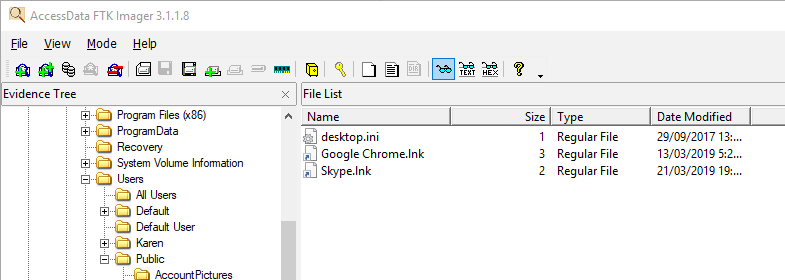 AccessData FTK Imager 3.1.1.8
File View Mode Help
TEXT HEX
Evidence Tree
Program Files (x86)
ProgramData
Recovery
System Volume Information
Users
All Users
Default
Default User
Karen
Public
AccountPictures
File List
Name Size Type Date Modified
desktop.ini 1 Regular File 29/09/2017 13:...
Google Chrome.lnk 3 Regular File 13/03/2019 5:2...
Skype.lnk 2 Regular File 21/03/2019 19:...